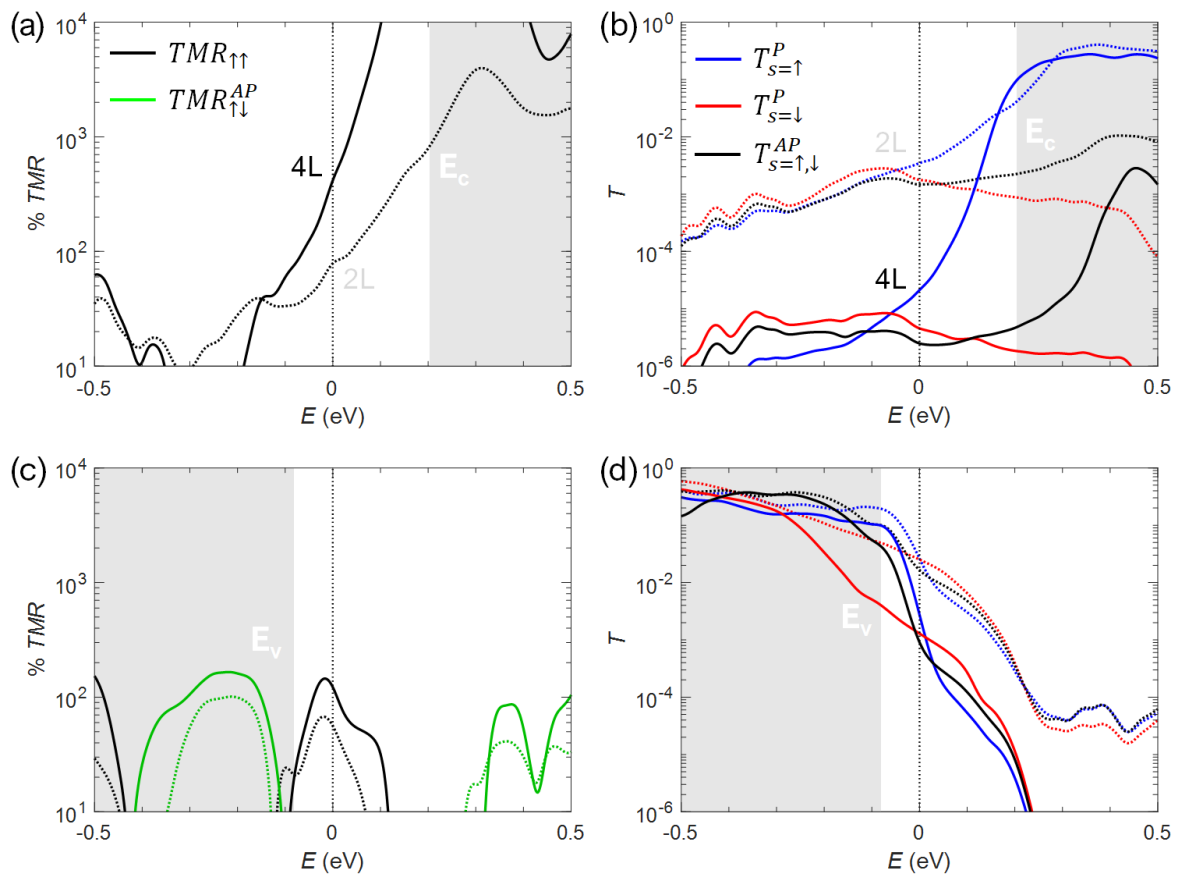 (a)
10^4
10^3
10^2
10^1
% TMR
TMR↑↑
TMR^AP_↑↓
4L
2L
E_c
-0.5
0
0.5
E (eV)
(b)
10^0
10^-2
10^-4
10^-6
T
T^P_s=↑
T^P_s=↓
T^AP_s=↑,↓
2L
4L
E_c
-0.5
0
0.5
E (eV)
(c)
10^4
10^3
10^2
10^1
% TMR
E_v
-0.5
0
0.5
E (eV)
(d)
10^0
10^-2
10^-4
10^-6
T
E_v
-0.5
0
0.5
E (eV)